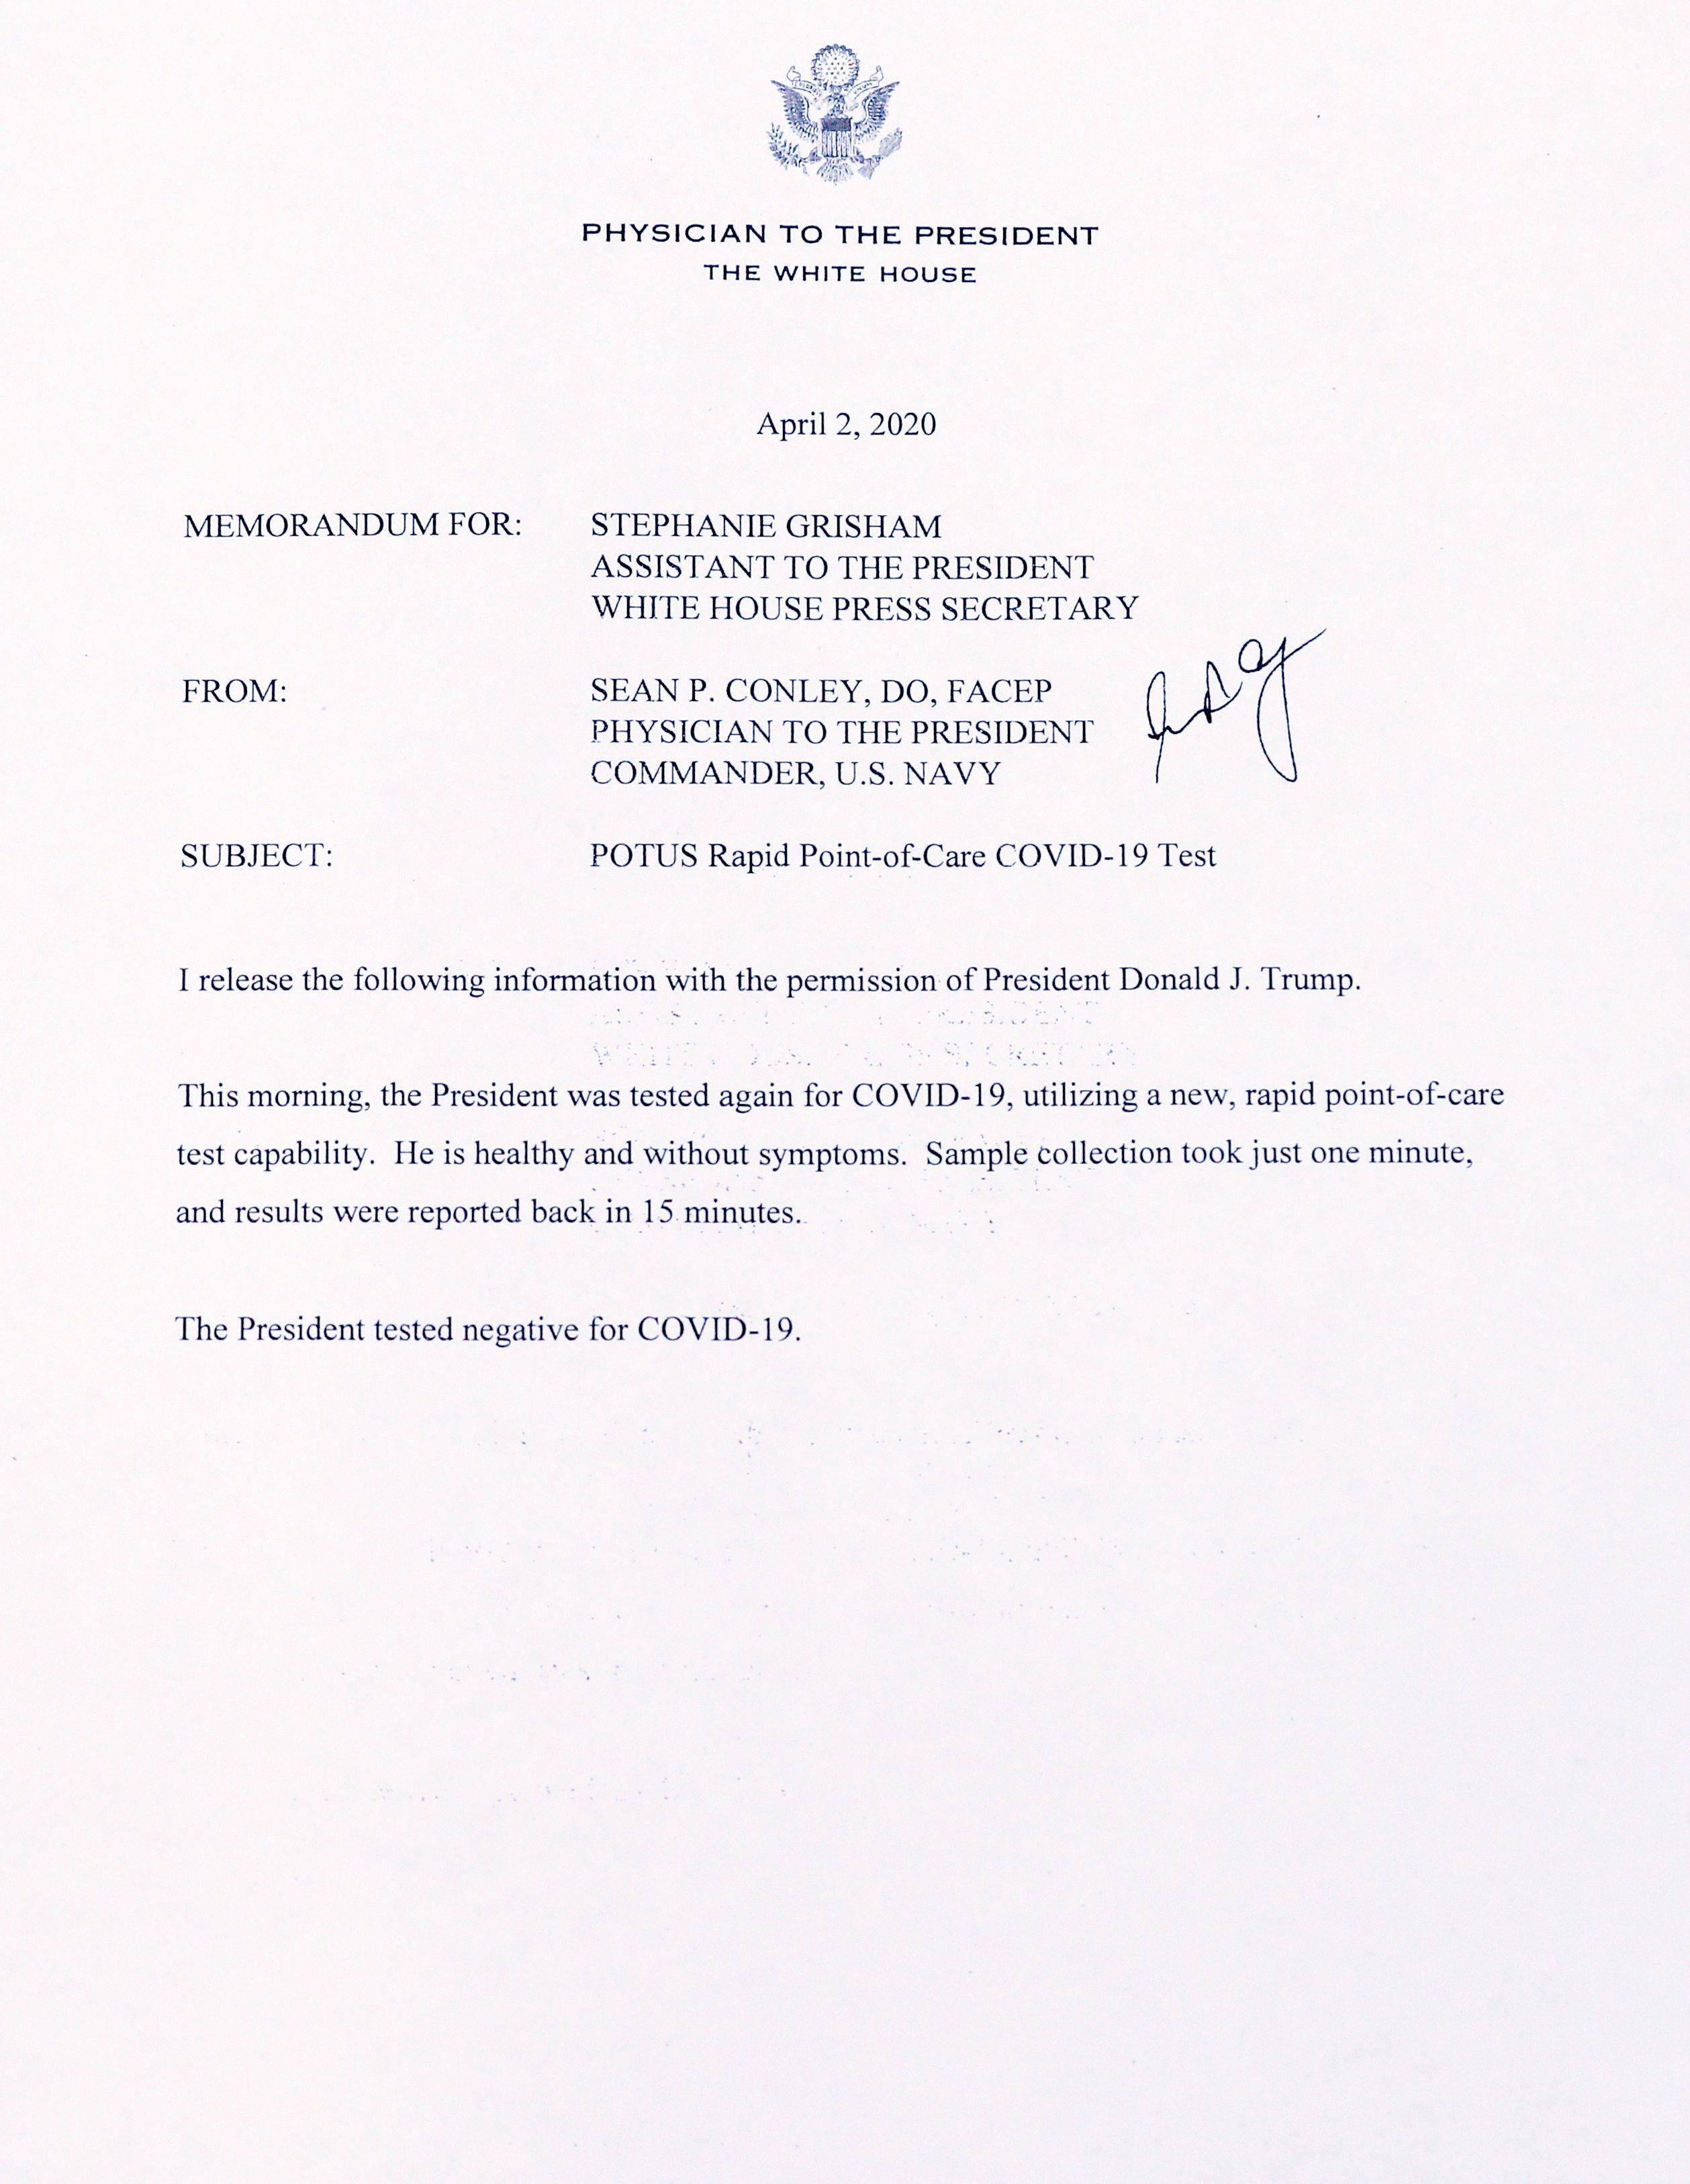 PHYSICIAN TO THE PRESIDENT
THE WHITE HOUSE
April 2, 2020
MEMORANDUM FOR: STEPHANIE GRISHAM
ASSISTANT TO THE PRESIDENT
WHITE HOUSE PRESS SECRETARY
FROM: SEAN P. CONLEY, DO, FACEP
PHYSICIAN TO THE PRESIDENT
COMMANDER, U.S. NAVY
SUBJECT: POTUS Rapid Point-of-Care COVID-19 Test
I release the following information with the permission of President Donald J. Trump.
This morning, the President was tested again for COVID-19, utilizing a new, rapid point-of-care
test capability.  He is healthy and without symptoms.  Sample collection took just one minute,
and results were reported back in 15 minutes.
The President tested negative for COVID-19.